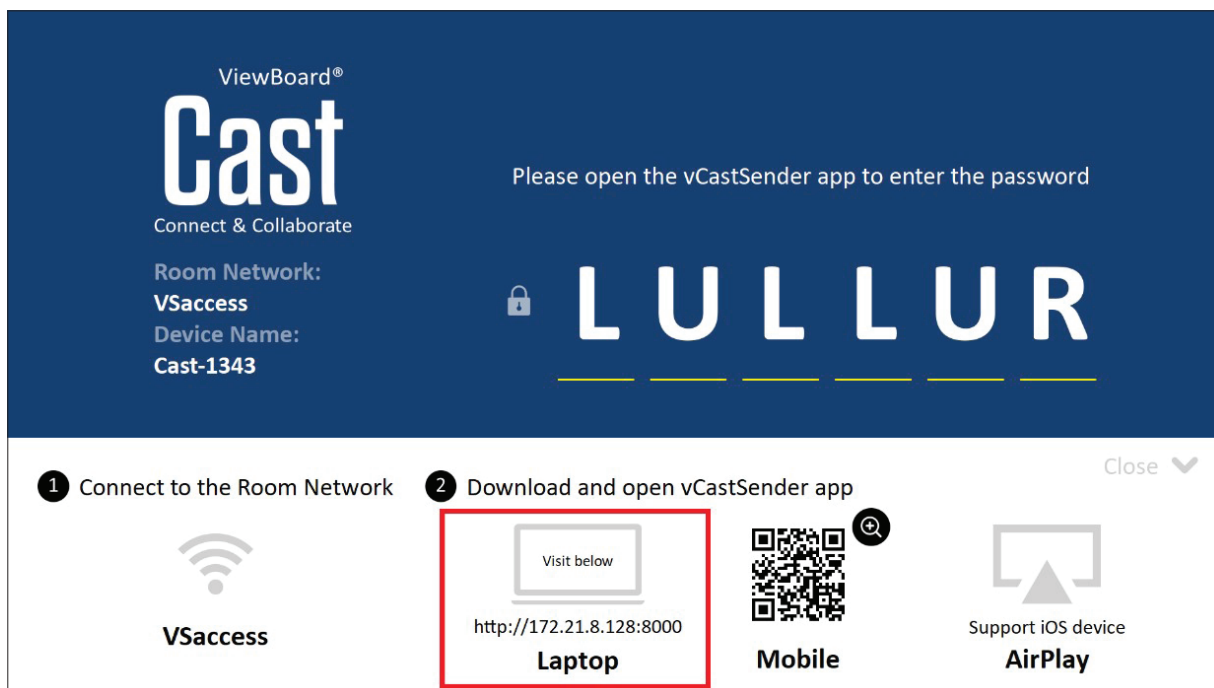 ViewBoard®
Cast
Connect & Collaborate
Room Network:
VSaccess
Device Name:
Cast-1343
Please open the vCastSender app to enter the password
L U L L U R
Close
1 Connect to the Room Network
VSaccess
2 Download and open vCastSender app
Visit below
http://172.21.8.128:8000
Laptop
Mobile
Support iOS device
AirPlay